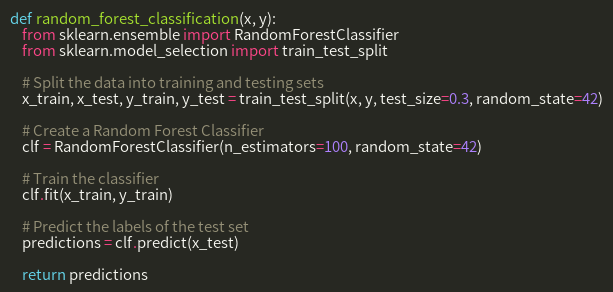 def random_forest_classification(x, y):
from sklearn.ensemble import RandomForestClassifier
from sklearn.model_selection import train_test_split
# Split the data into training and testing sets
x_train, x_test, y_train, y_test = train_test_split(x, y, test_size=0.3, random_state=42)
# Create a Random Forest Classifier
clf = RandomForestClassifier(n_estimators=100, random_state=42)
# Train the classifier
clf.fit(x_train, y_train)
# Predict the labels of the test set
predictions = clf.predict(x_test)
return predictions